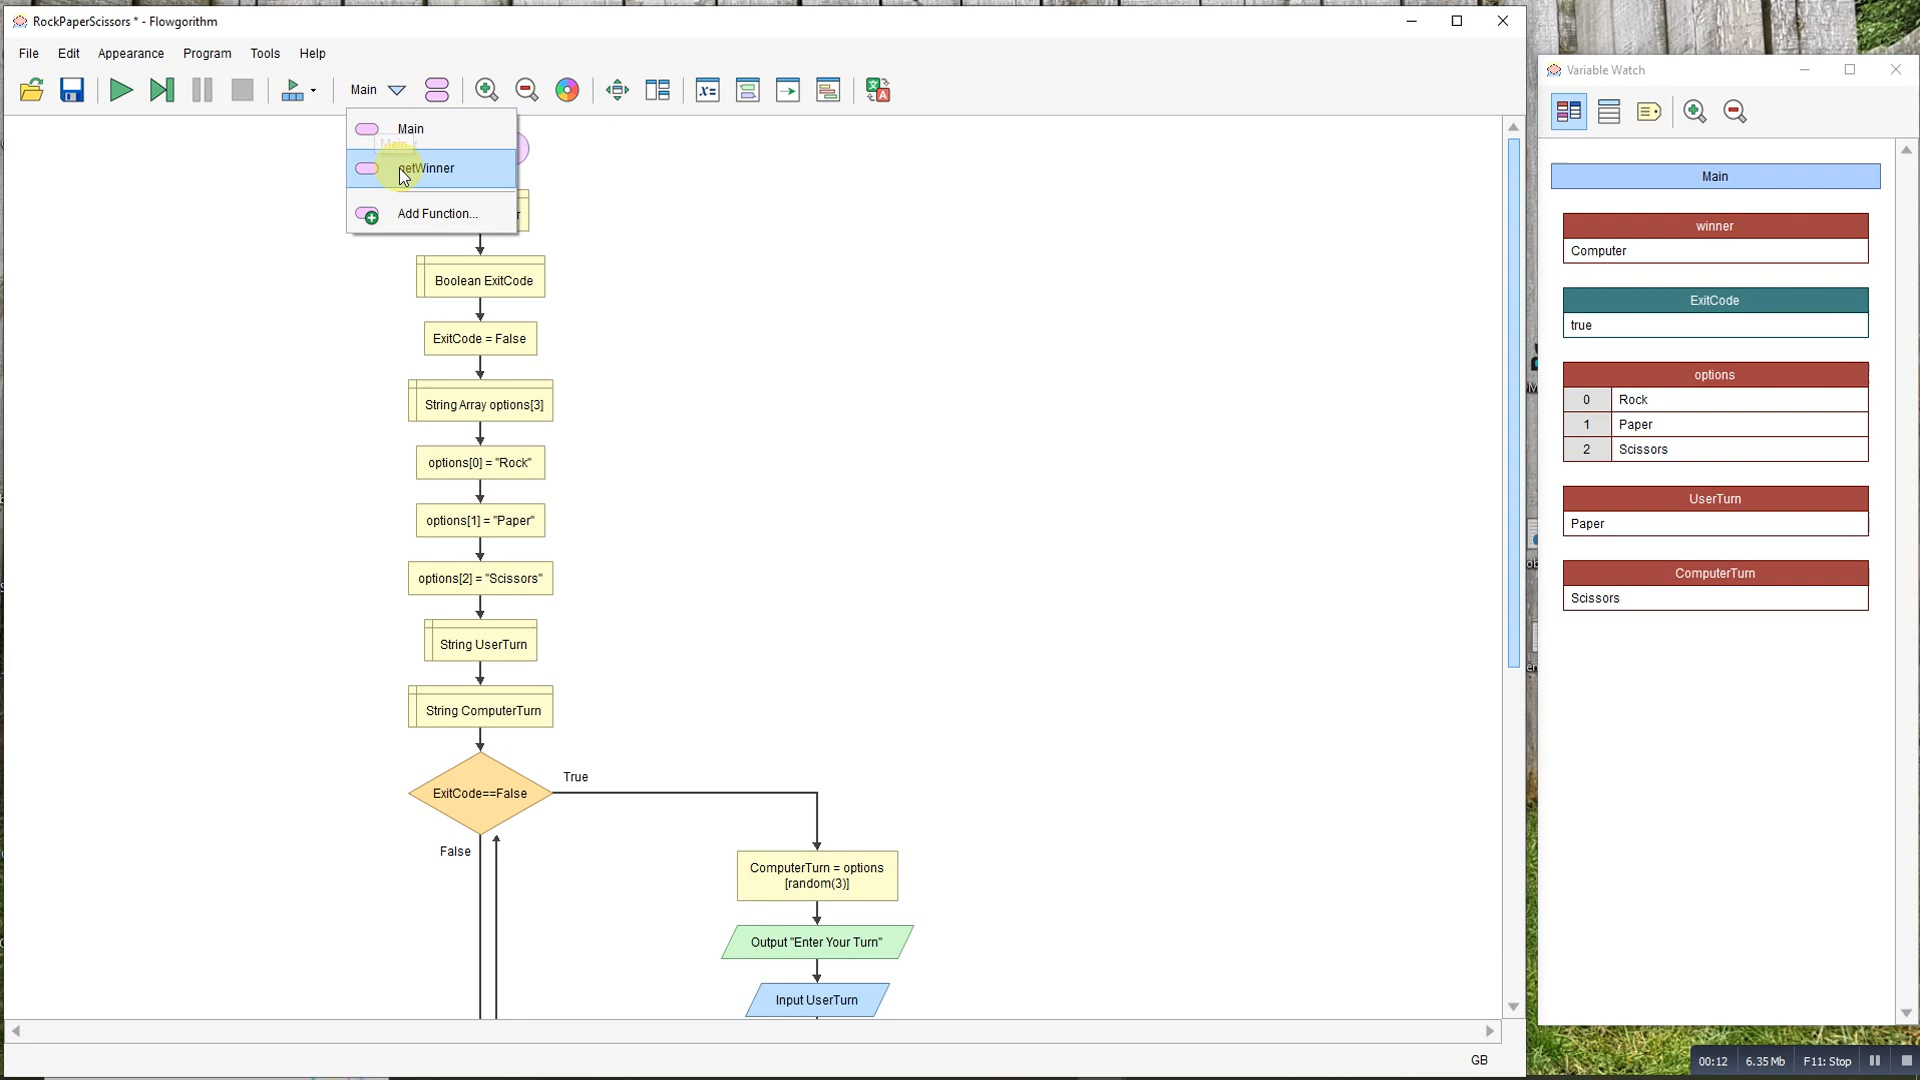 RockPaperScissors * - Flowgorithm
File Edit Appearance Program Tools Help
Main
Main
Main
getWinner
Add Function...
r
Boolean ExitCode
ExitCode = False
String Array options[3]
options[0] = "Rock"
options[1] = "Paper"
options[2] = "Scissors"
String UserTurn
String ComputerTurn
ExitCode==False
True
False
ComputerTurn = options
[random(3)]
Output "Enter Your Turn"
Input UserTurn
GB
Variable Watch
Main
winner
Computer
ExitCode
true
options
0 Rock
1 Paper
2 Scissors
UserTurn
Paper
ComputerTurn
Scissors
00:12 6.35 Mb F11: Stop